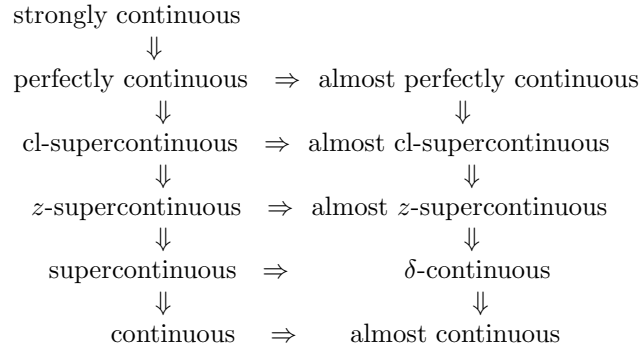 strongly continuous
⇓
perfectly continuous ⇒ almost perfectly continuous
⇓ ⇓
cl-supercontinuous ⇒ almost cl-supercontinuous
⇓ ⇓
z-supercontinuous ⇒ almost z-supercontinuous
⇓ ⇓
supercontinuous ⇒ δ-continuous
⇓ ⇓
continuous ⇒ almost continuous